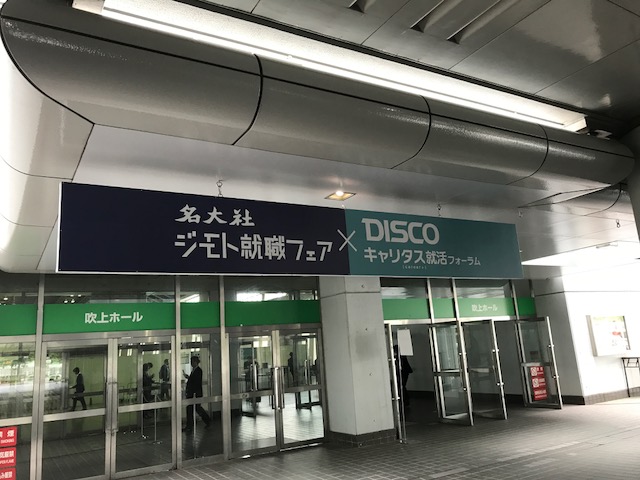 名大社
ジモト就職フェア
×
DISCO
キャリタス就活フォーラム
吹上ホール
吹上ホール